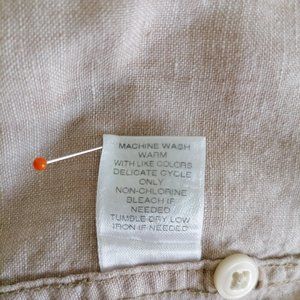 MACHINE WASH
WARM
WITH LIKE COLORS
DELICATE CYCLE
ONLY
NON-CHLORINE
BLEACH IF
NEEDED
TUMBLE DRY LOW
IRON IF NEEDED